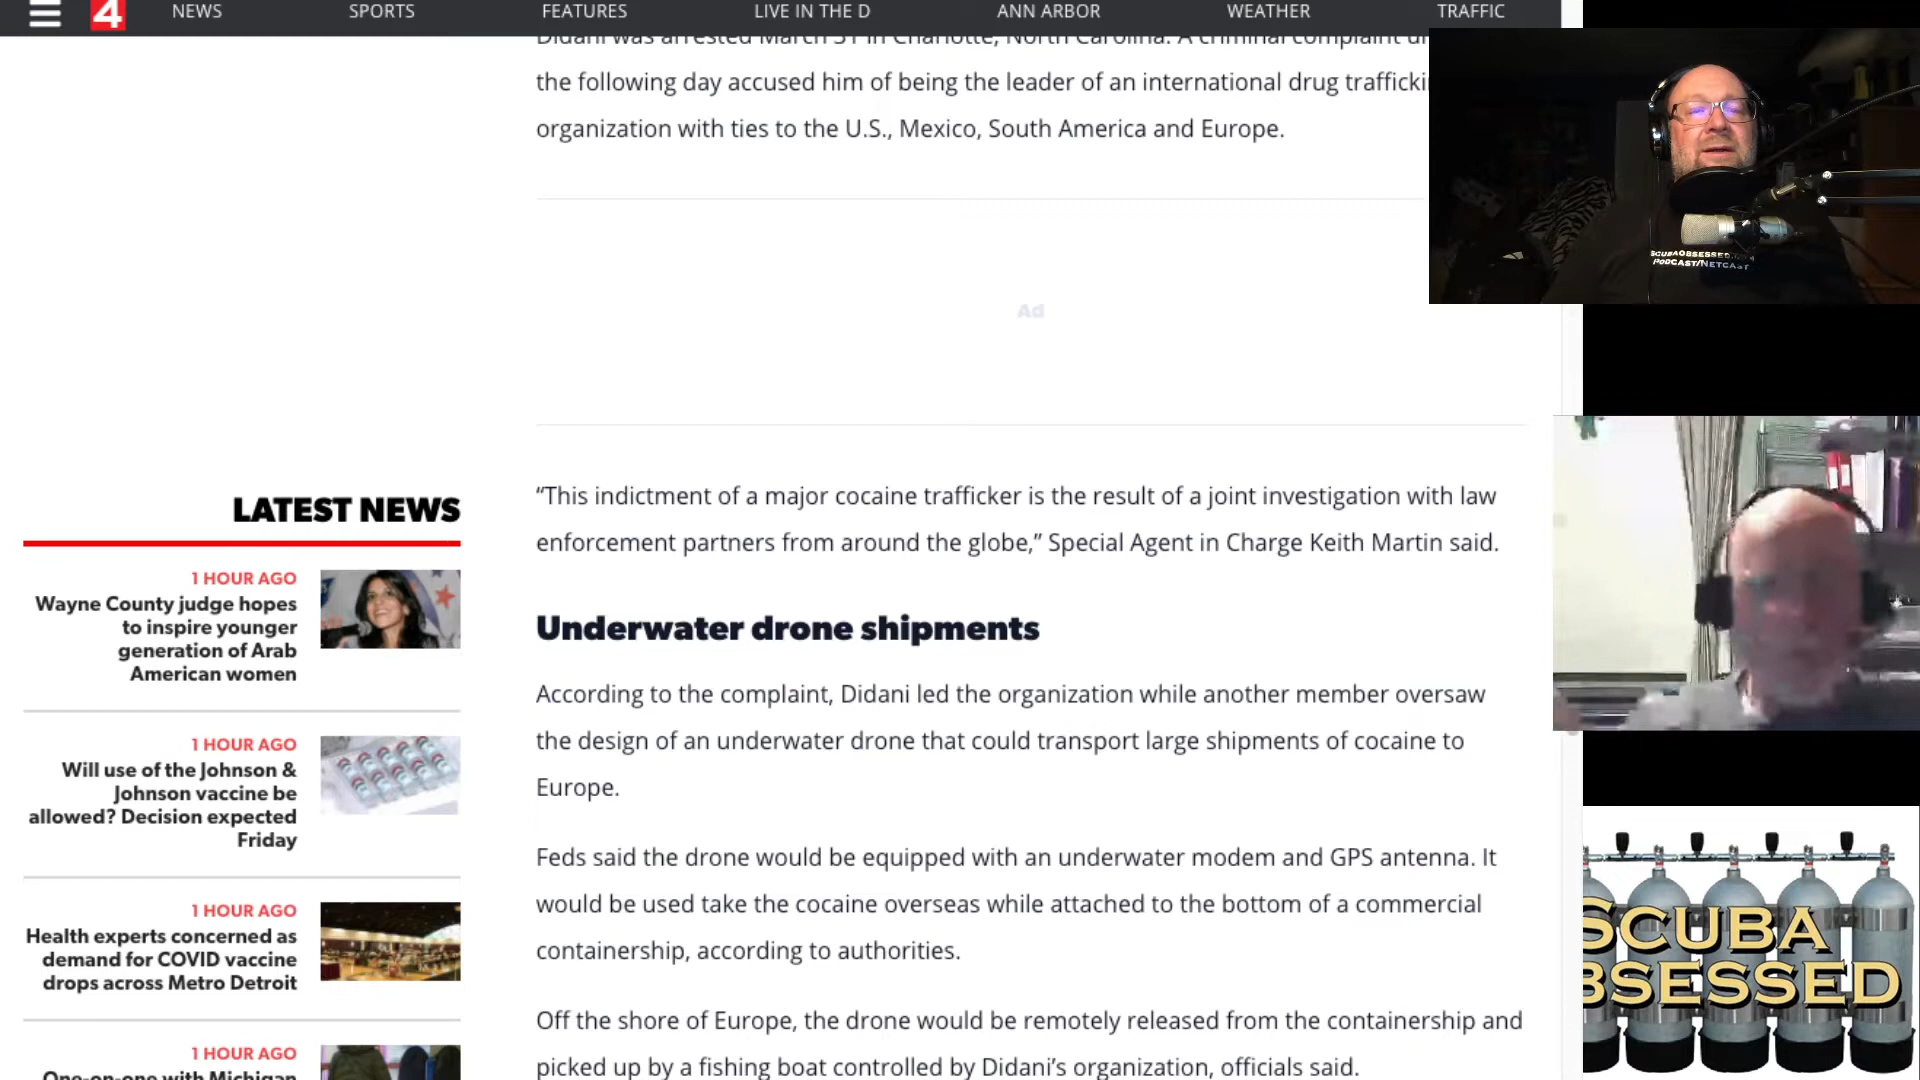 4
NEWS
SPORTS
FEATURES
LIVE IN THE D
ANN ARBOR
WEATHER
TRAFFIC
Didani was arrested March 31 in Charlotte, North Carolina. A criminal complaint
the following day accused him of being the leader of an international drug
organization with ties to the U.S., Mexico, South America and Europe.
Ad
“This indictment of a major cocaine trafficker is the result of a joint investigation with law
enforcement partners from around the globe,” Special Agent in Charge Keith Martin said.
Underwater drone shipments
According to the complaint, Didani led the organization while another member oversaw
the design of an underwater drone that could transport large shipments of cocaine to
Europe.
Feds said the drone would be equipped with an underwater modem and GPS antenna. It
would be used take the cocaine overseas while attached to the bottom of a commercial
containership, according to authorities.
Off the shore of Europe, the drone would be remotely released from the containership and
picked up by a fishing boat controlled by Didani’s organization, officials said.
LATEST NEWS
1 HOUR AGO
Wayne County judge hopes
to inspire younger
generation of Arab
American women
1 HOUR AGO
Will use of the Johnson &
Johnson vaccine be
allowed? Decision expected
Friday
1 HOUR AGO
Health experts concerned as
demand for COVID vaccine
drops across Metro Detroit
1 HOUR AGO
One-on-one with Michigan
PODCAST/NETCAST
SCUBA
BSESSED